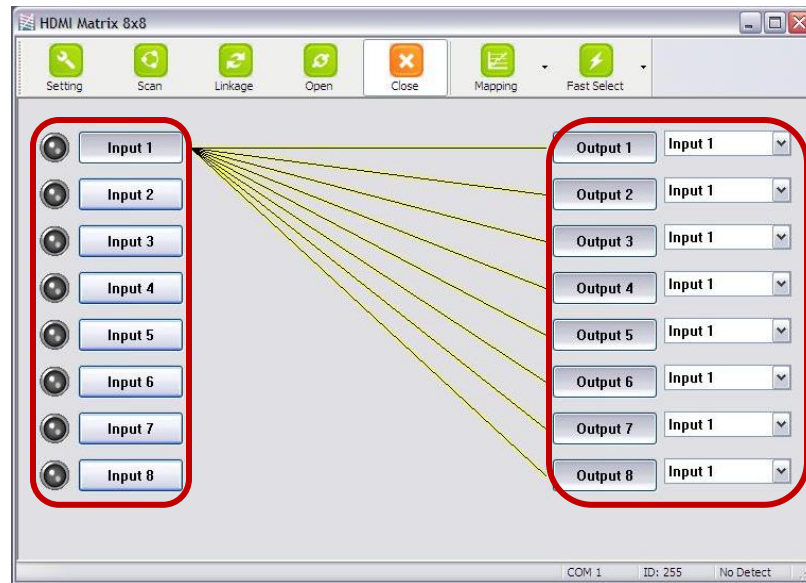 HDMI Matrix 8x8
Setting Scan Linkage Open Close Mapping Fast Select
Input 1 Output 1 Input 1
Input 2 Output 2 Input 1
Input 3 Output 3 Input 1
Input 4 Output 4 Input 1
Input 5 Output 5 Input 1
Input 6 Output 6 Input 1
Input 7 Output 7 Input 1
Input 8 Output 8 Input 1
COM 1 ID: 255 No Detect